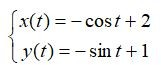 x(t) = −cos t + 2
y(t) = −sin t + 1